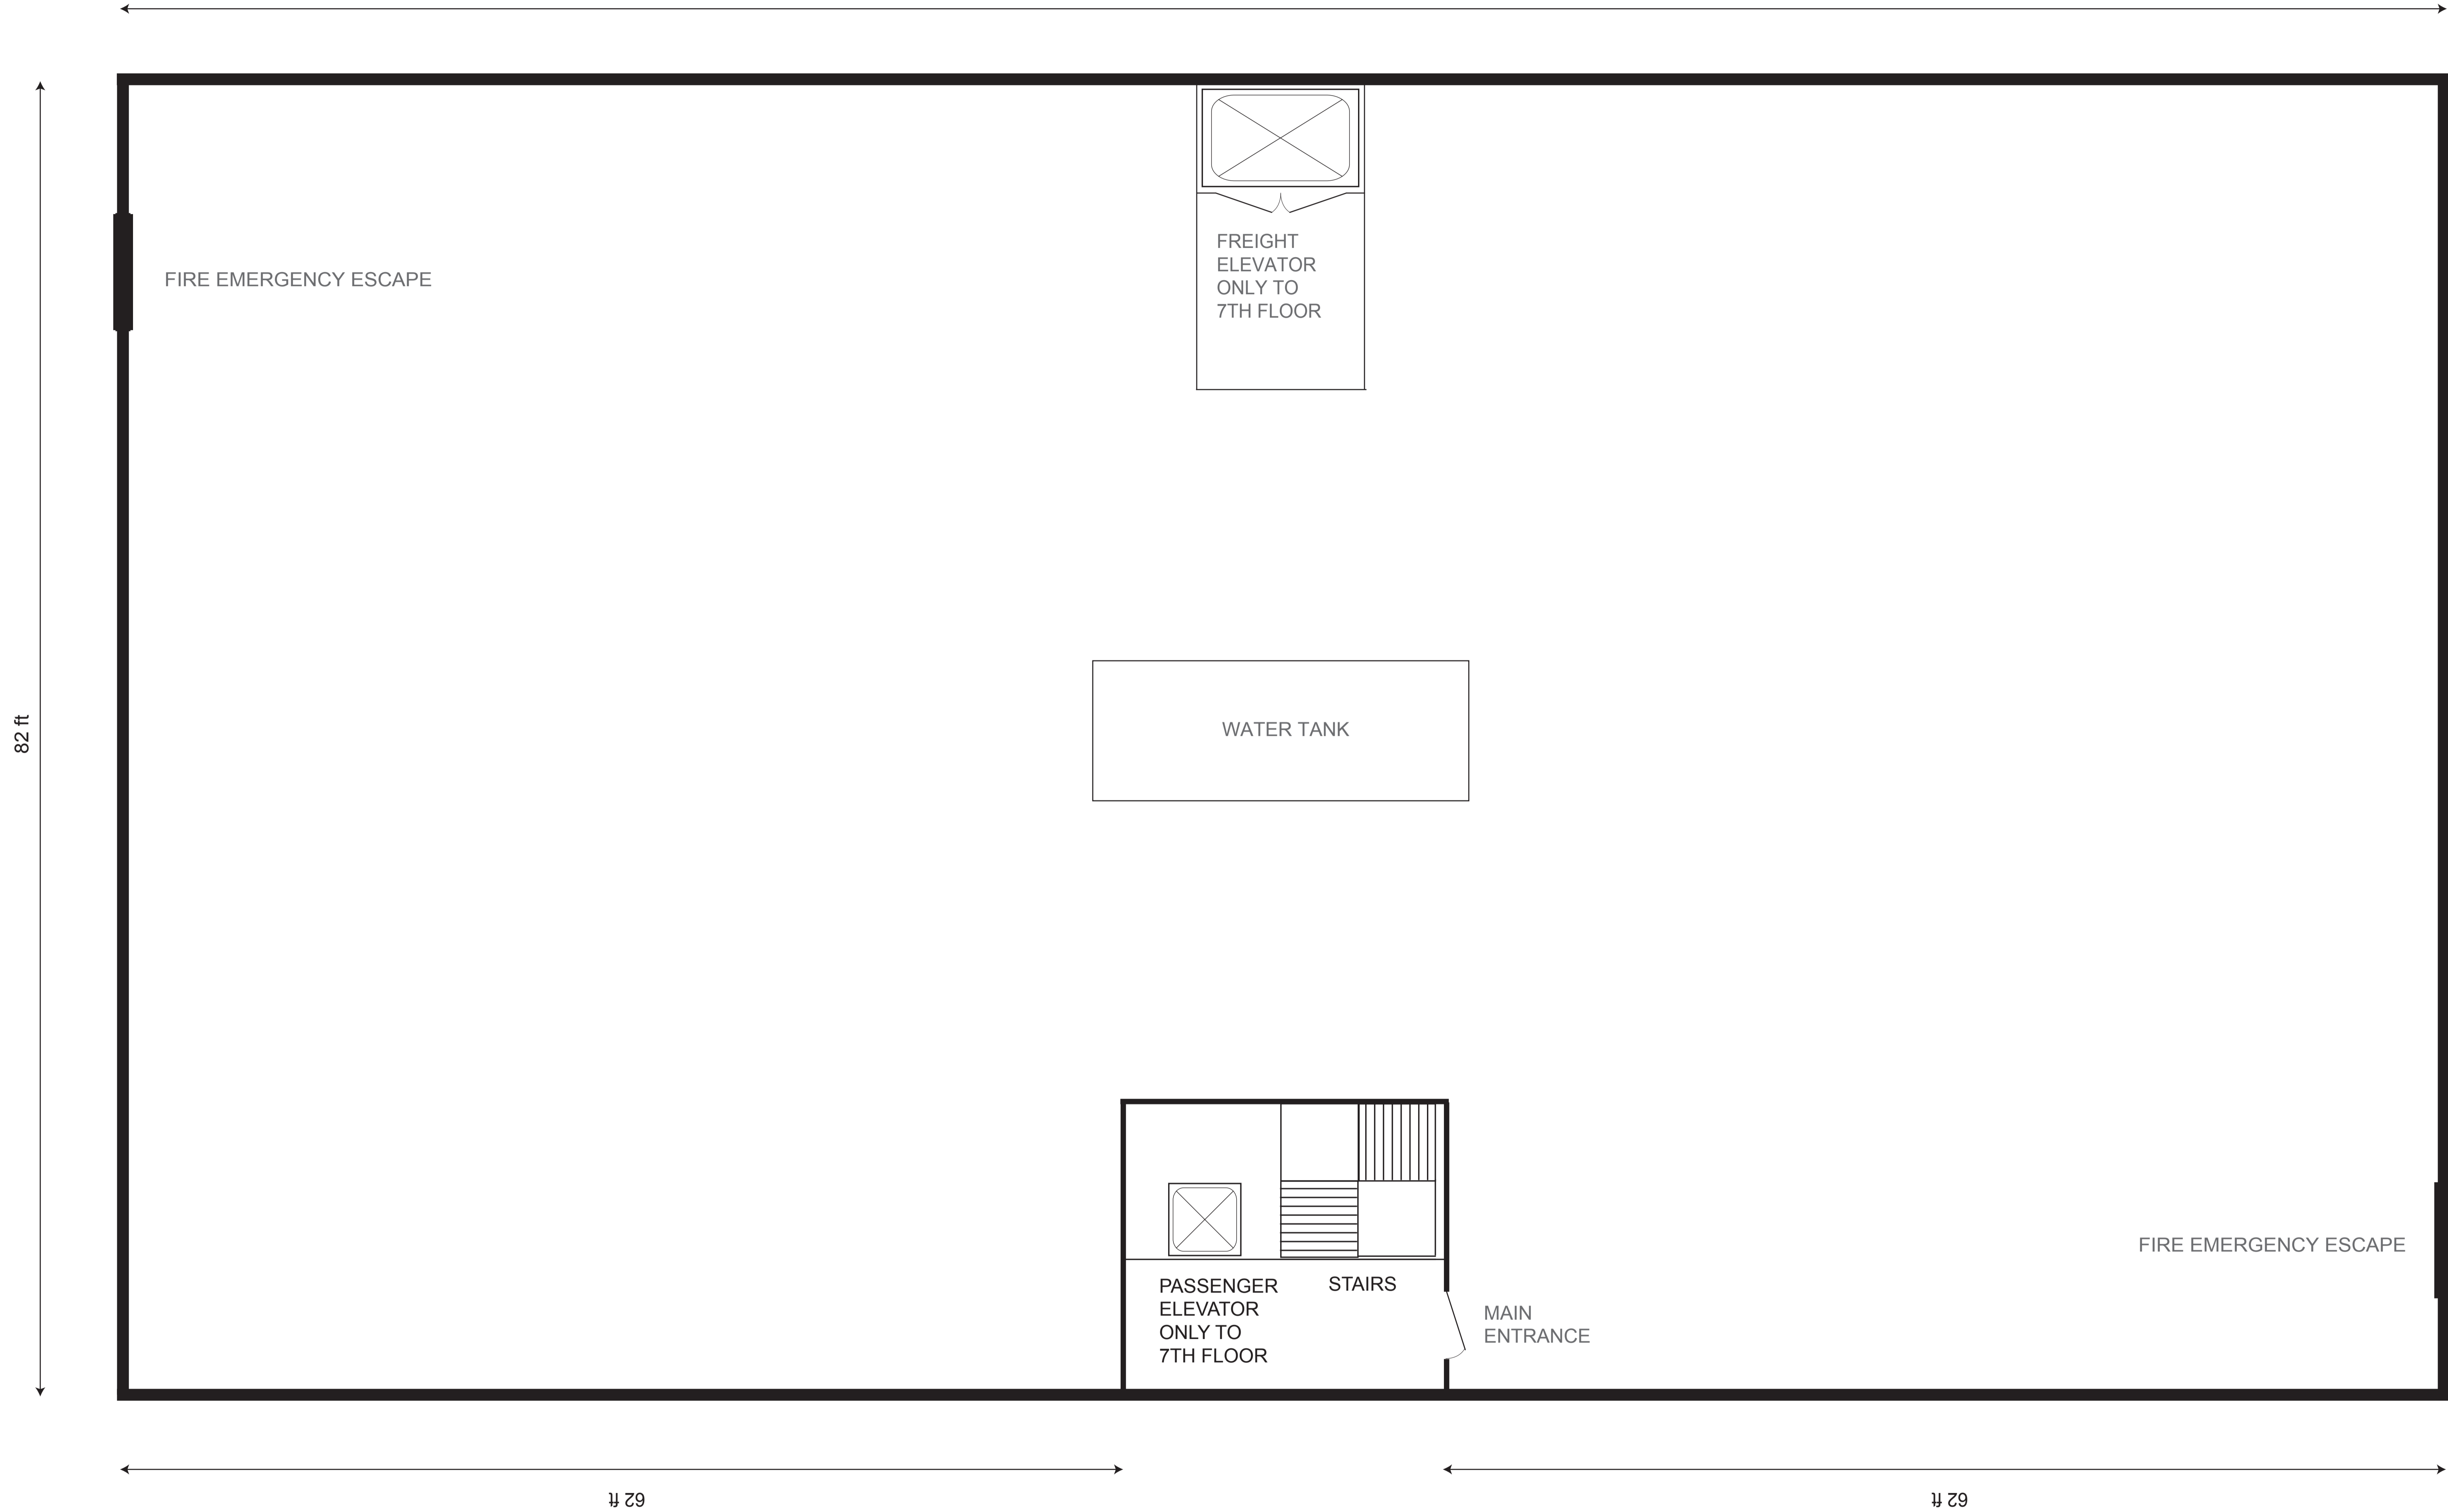 FREIGHT
ELEVATOR
ONLY TO
7TH FLOOR
FIRE EMERGENCY ESCAPE
82 ft
WATER TANK
FIRE EMERGENCY ESCAPE
PASSENGER
ELEVATOR
ONLY TO
7TH FLOOR
STAIRS
MAIN
ENTRANCE
62 ft
62 ft